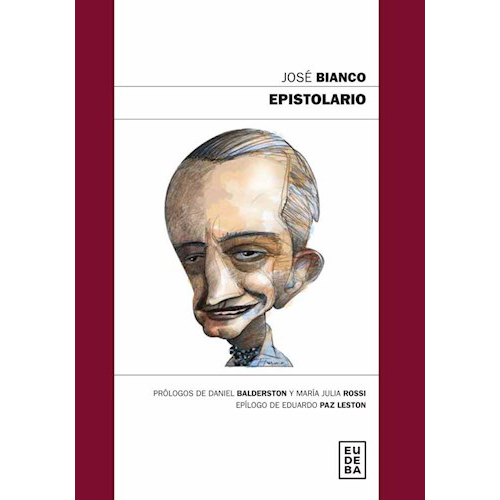 JOSÉ BIANCO
EPISTOLARIO
PRÓLOGOS DE DANIEL BALDERSTON Y MARÍA JULIA ROSSI
EPÍLOGO DE EDUARDO PAZ LESTON
EU
DE
BA